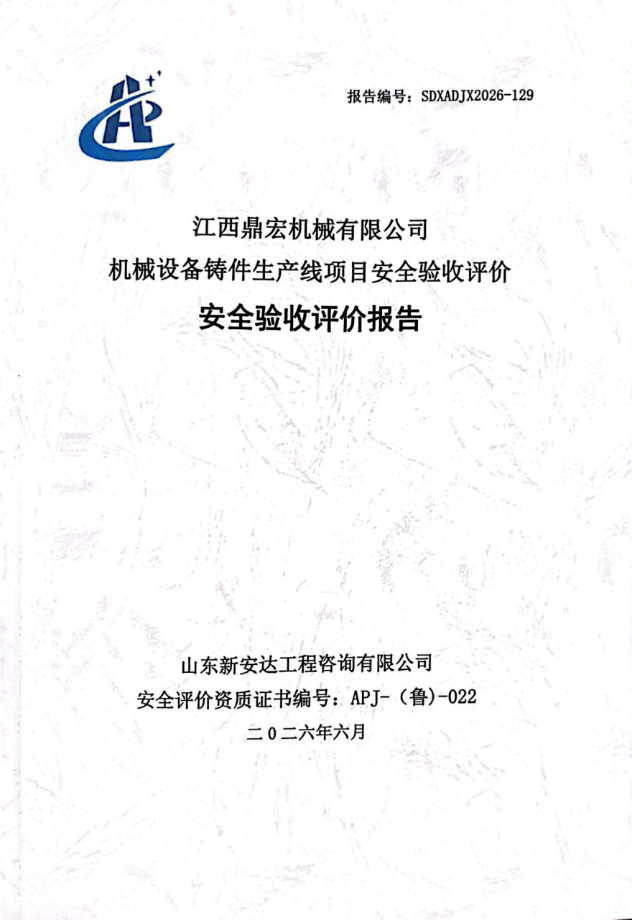 报告编号：SDXADJX2026-129
江西鼎宏机械有限公司
机械设备铸件生产线项目安全验收评价
安全验收评价报告
山东新安达工程咨询有限公司
安全评价资质证书编号：APJ-（鲁)-022
二０二六年六月